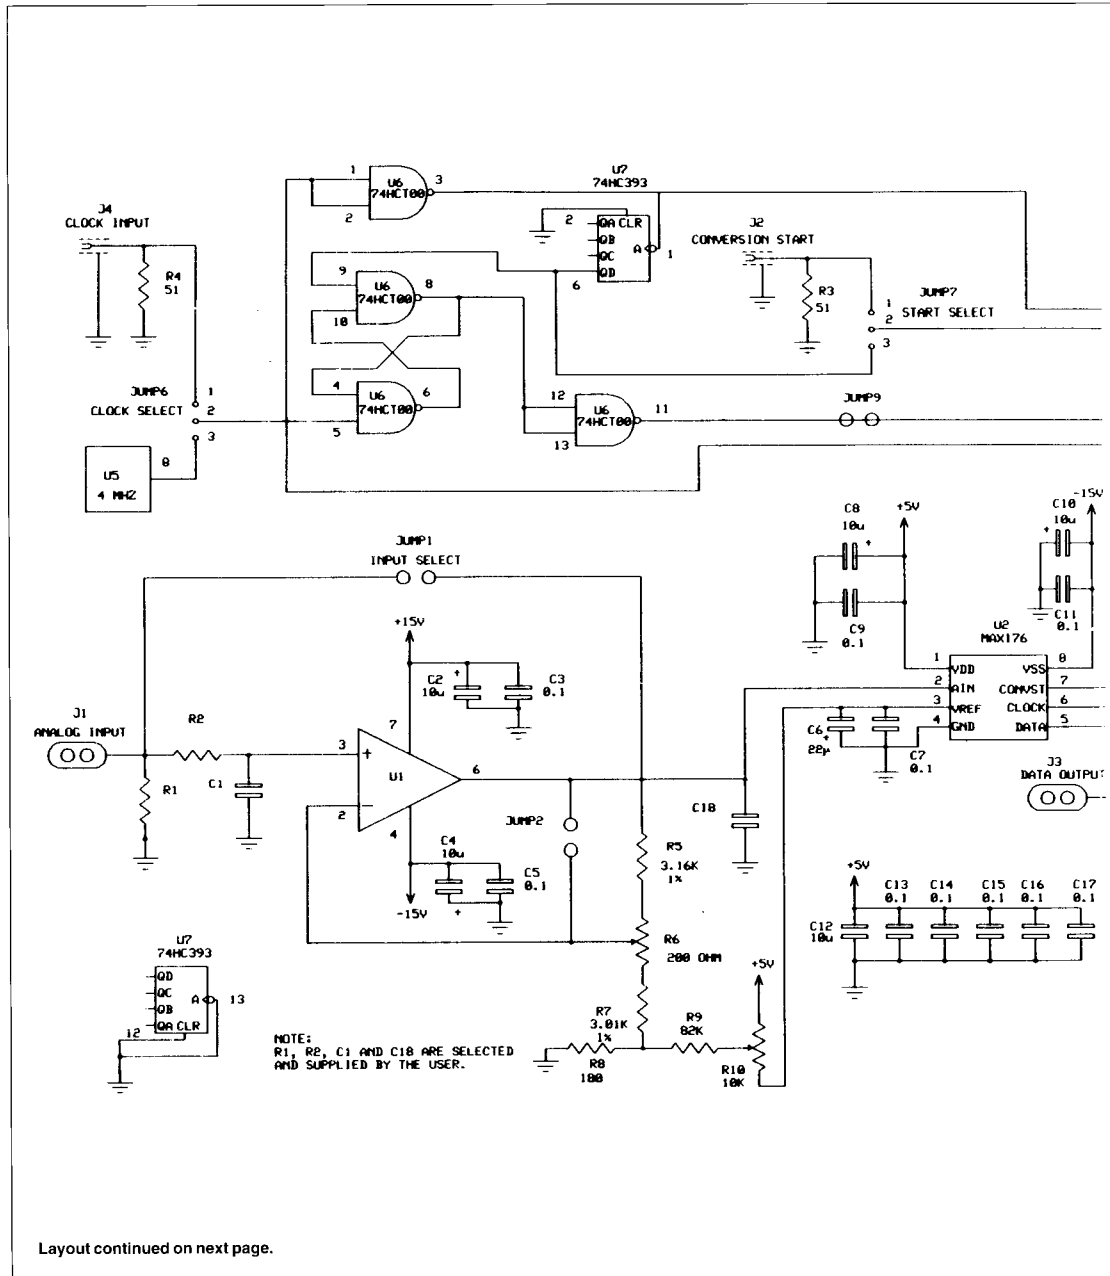 J4
CLOCK INPUT
R4
51
1
2
U6
74HCT00
3
U7
74HC393
2
QA CLR
QB
QC
QD
A
1
6
J2
CONVERSION START
R3
51
JUMP7
START SELECT
1
2
3
9
10
U6
74HCT00
8
4
5
U6
74HCT00
6
JUMP6
CLOCK SELECT
1
2
3
U5
4 MHZ
8
12
13
U6
74HCT00
11
JUMP9
JUMP1
INPUT SELECT
C8
10u
+
+5V
C9
0.1
C10
10u
+
-15V
C11
0.1
U2
MAX176
1
2
3
4
VDD
AIN
VREF
GND
VSS
CONVST
CLOCK
DATA
8
7
6
5
+15V
C2
10u
+
C3
0.1
J1
ANALOG INPUT
R2
R1
C1
3
2
+
−
U1
7
4
6
C4
10u
+
C5
0.1
-15V
JUMP2
C18
C6
22µ
+
C7
0.1
J3
DATA OUTPUT
R5
3.16K
1%
R6
200 OHM
R7
3.01K
1%
R8
180
R9
82K
R10
10K
+5V
+5V
C12
10u
C13
0.1
C14
0.1
C15
0.1
C16
0.1
C17
0.1
U7
74HC393
QD
QC
QB
QA CLR
A
13
12
NOTE:
R1, R2, C1 AND C18 ARE SELECTED
AND SUPPLIED BY THE USER.
Layout continued on next page.